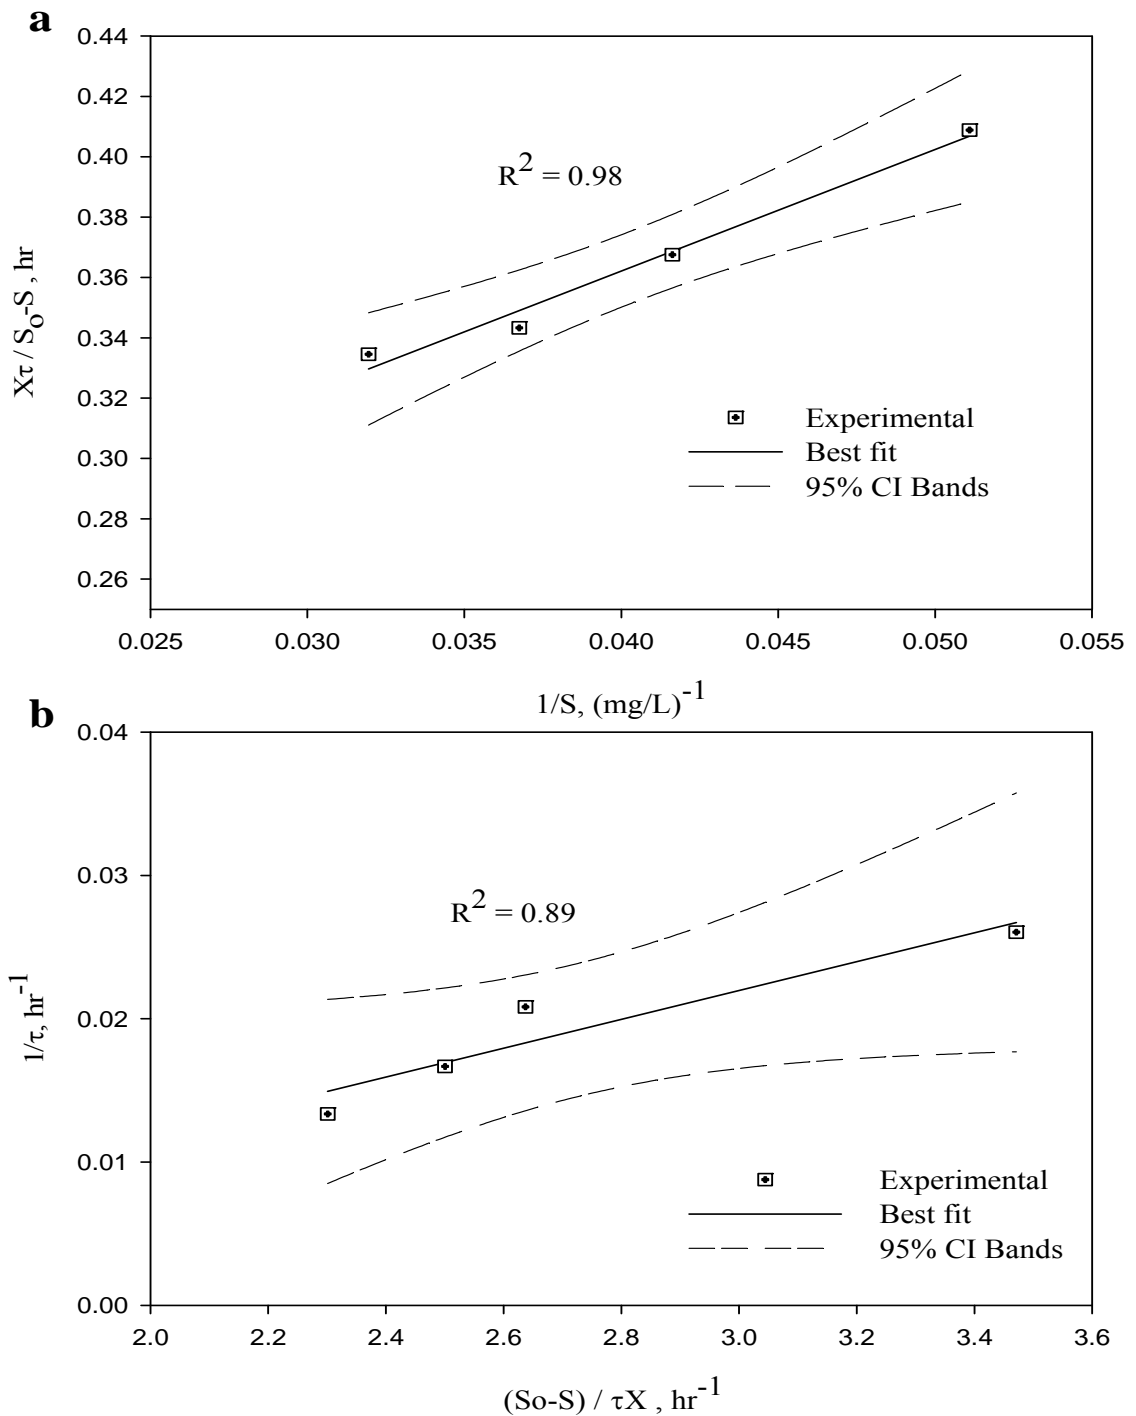 a
0.44
0.42
0.40
0.38
0.36
0.34
0.32
0.30
0.28
0.26
Xτ / So-S , hr
R2 = 0.98
Experimental
Best fit
95% CI Bands
0.025 0.030 0.035 0.040 0.045 0.050 0.055
1/S, (mg/L)-1
b
0.04
0.03
0.02
0.01
0.00
1/τ, hr-1
R2 = 0.89
Experimental
Best fit
95% CI Bands
2.0 2.2 2.4 2.6 2.8 3.0 3.2 3.4 3.6
(So-S) / τX , hr-1